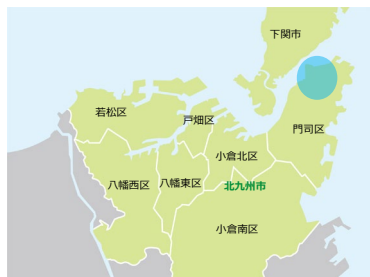 下関市
若松区
戸畑区
門司区
小倉北区
八幡西区
八幡東区
北九州市
小倉南区